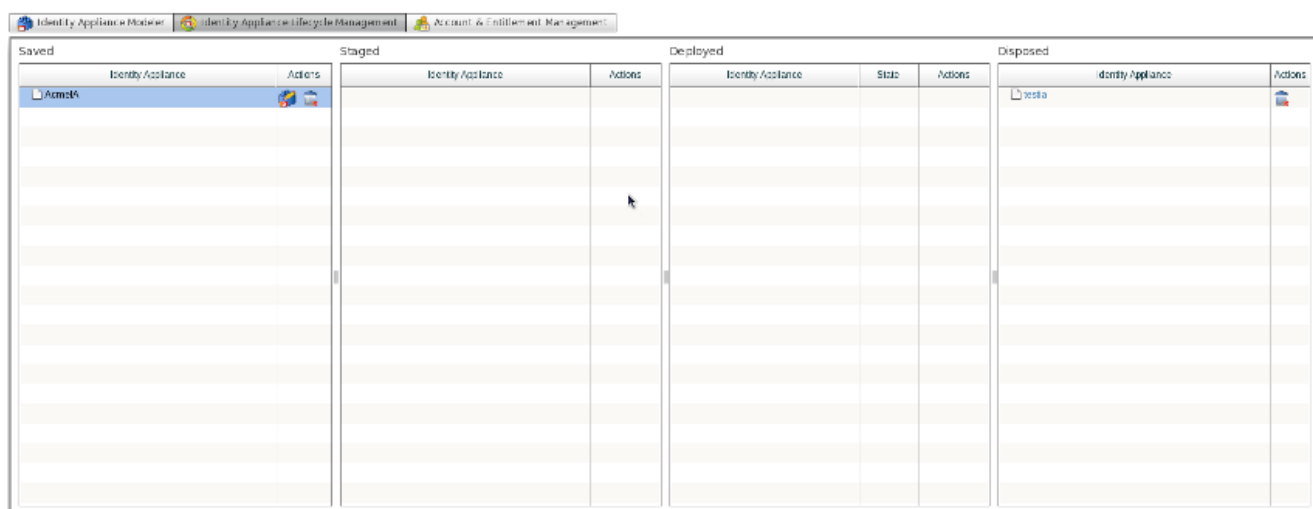 Identity Appliance Modeler Identity Appliance Lifecycle Management Account & Entitlement Management
Saved Staged Deployed Disposed
Identity Appliance Actions Identity Appliance Actions Identity Appliance State Actions Identity Appliance Actions
AcmeIA testia